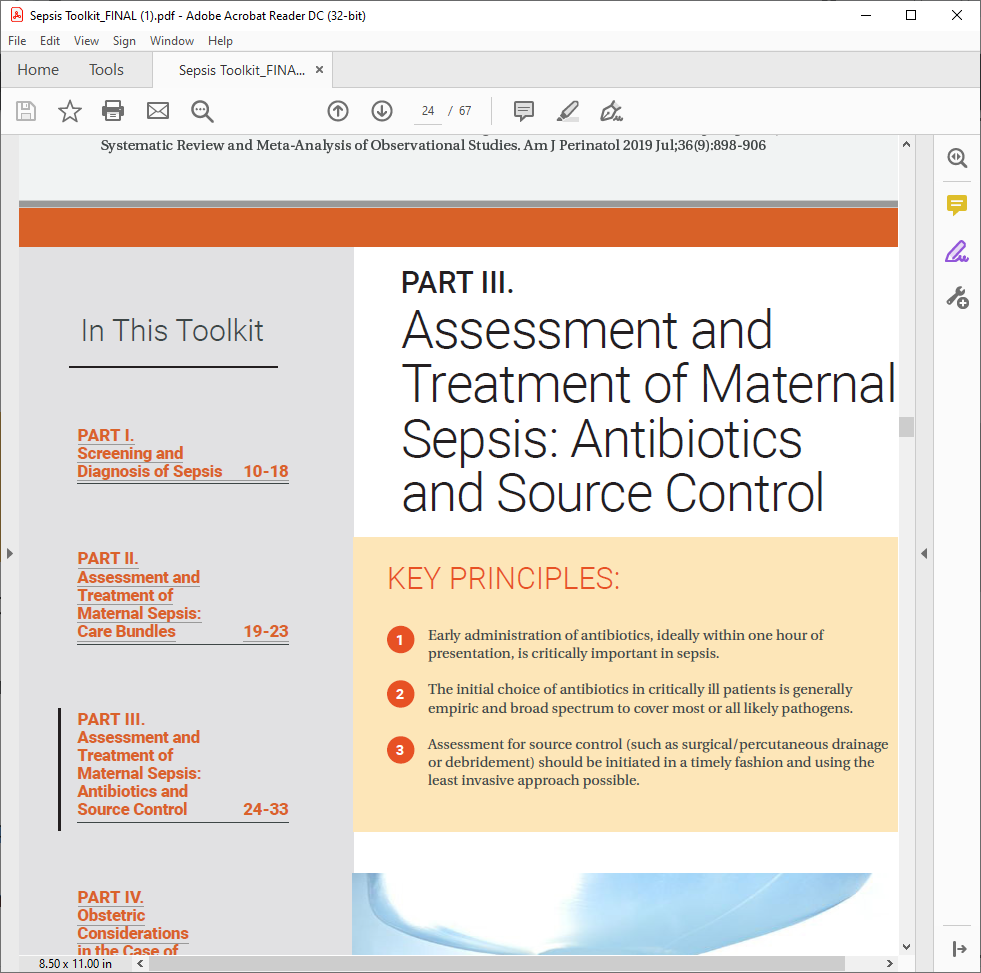 Sepsis Toolkit_FINAL (1).pdf - Adobe Acrobat Reader DC (32-bit)
File Edit View Sign Window Help
Home Tools Sepsis Toolkit_FINA... ×
24 / 67
Systematic Review and Meta-Analysis of Observational Studies. Am J Perinatol 2019 Jul;36(9):898-906
In This Toolkit
PART I.
Screening and
Diagnosis of Sepsis 10-18
PART II.
Assessment and
Treatment of
Maternal Sepsis:
Care Bundles 19-23
PART III.
Assessment and
Treatment of
Maternal Sepsis:
Antibiotics and
Source Control 24-33
PART IV.
Obstetric
Considerations
in the Case of
PART III.
Assessment and
Treatment of Maternal
Sepsis: Antibiotics
and Source Control
KEY PRINCIPLES:
1 Early administration of antibiotics, ideally within one hour of
presentation, is critically important in sepsis.
2 The initial choice of antibiotics in critically ill patients is generally
empiric and broad spectrum to cover most or all likely pathogens.
3 Assessment for source control (such as surgical/percutaneous drainage
or debridement) should be initiated in a timely fashion and using the
least invasive approach possible.
8.50 x 11.00 in